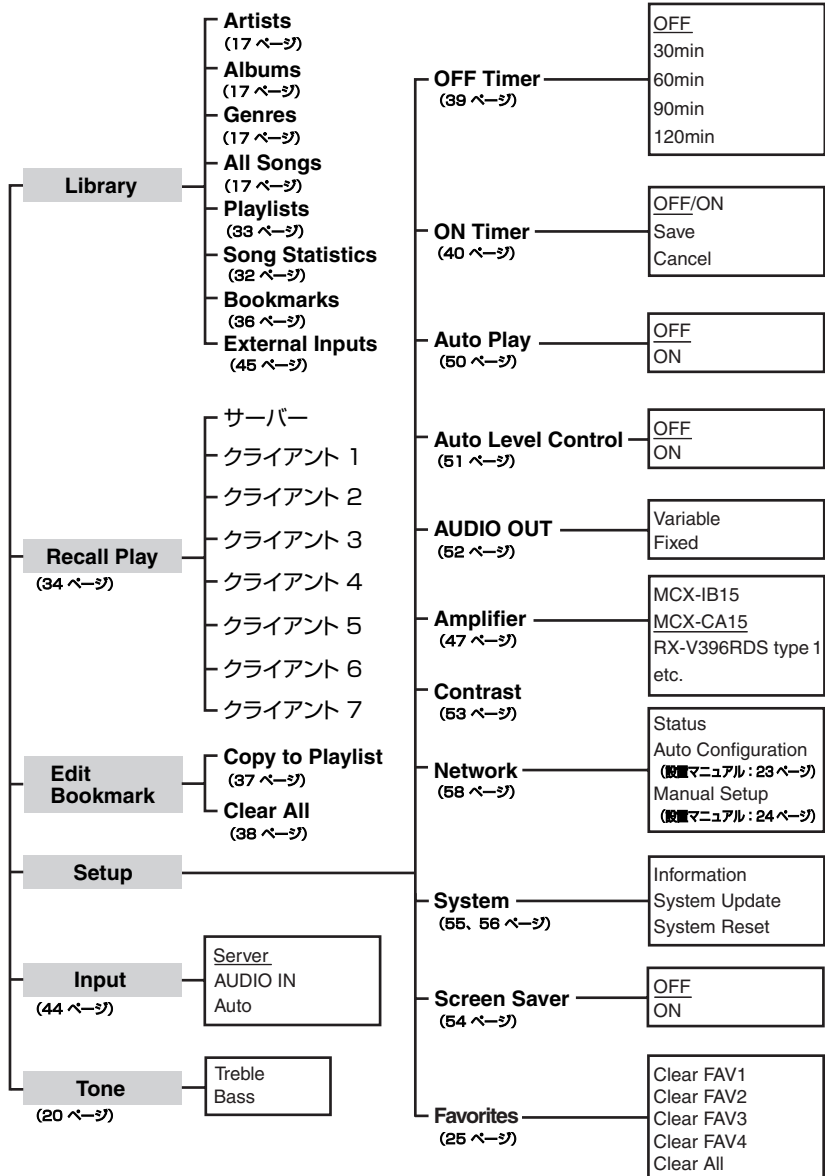 Library
Artists
(17 ページ)
Albums
(17 ページ)
Genres
(17 ページ)
All Songs
(17 ページ)
Playlists
(33 ページ)
Song Statistics
(32 ページ)
Bookmarks
(36 ページ)
External Inputs
(45 ページ)
Recall Play
(34 ページ)
サーバー
クライアント 1
クライアント 2
クライアント 3
クライアント 4
クライアント 5
クライアント 6
クライアント 7
Edit
Bookmark
Copy to Playlist
(37 ページ)
Clear All
(38 ページ)
Setup
OFF Timer
(39 ページ)
OFF
30min
60min
90min
120min
ON Timer
(40 ページ)
OFF/ON
Save
Cancel
Auto Play
(50 ページ)
OFF
ON
Auto Level Control
(51 ページ)
OFF
ON
AUDIO OUT
(52 ページ)
Variable
Fixed
Amplifier
(47 ページ)
MCX-IB15
MCX-CA15
RX-V396RDS type 1
etc.
Contrast
(53 ページ)
Network
(58 ページ)
Status
Auto Configuration
(設置マニュアル：23 ページ)
Manual Setup
(設置マニュアル：24 ページ)
System
(55、56 ページ)
Information
System Update
System Reset
Screen Saver
(54 ページ)
OFF
ON
Favorites
(25 ページ)
Clear FAV1
Clear FAV2
Clear FAV3
Clear FAV4
Clear All
Input
(44 ページ)
Server
AUDIO IN
Auto
Tone
(20 ページ)
Treble
Bass